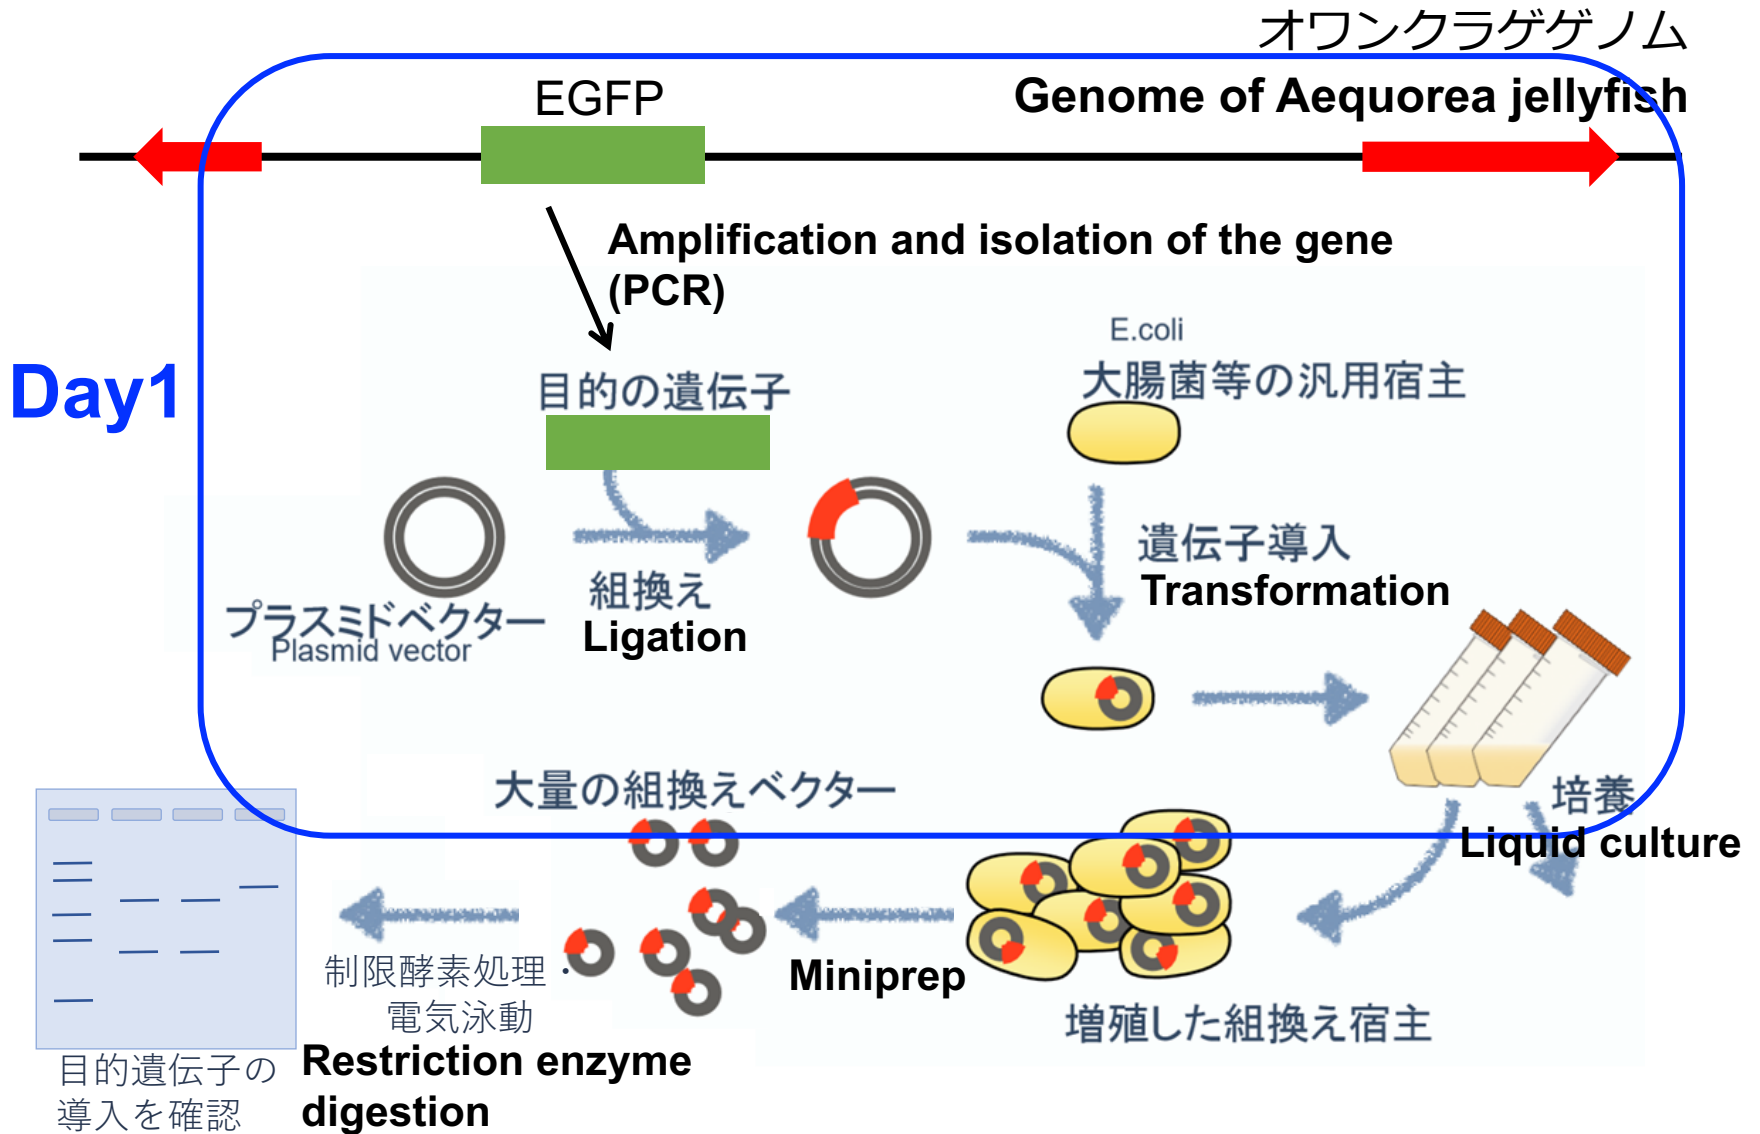 オワンクラゲゲノム
Genome of Aequorea jellyfish
EGFP
Amplification and isolation of the gene
(PCR)
Day1
目的の遺伝子
E.coli
大腸菌等の汎用宿主
プラスミドベクター
Plasmid vector
組換え
Ligation
遺伝子導入
Transformation
培養
Liquid culture
大量の組換えベクター
Miniprep
増殖した組換え宿主
制限酵素処理・
電気泳動
Restriction enzyme
digestion
目的遺伝子の
導入を確認